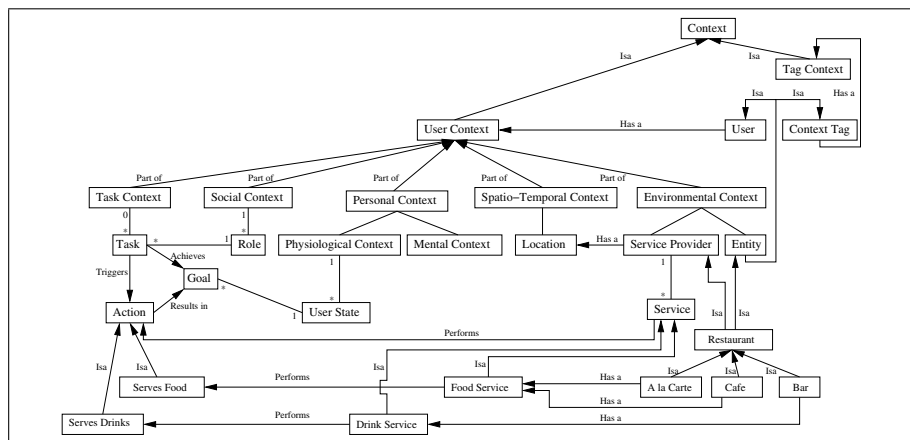 Context
Isa
Isa
Tag Context
Isa
Isa
Has a
User Context
Has a
User
Context Tag
Part of
Part of
Part of
Part of
Part of
Task Context
Social Context
Personal Context
Spatio-Temporal Context
Environmental Context
0
1
*
*
Task
*
1
Role
Physiological Context
Mental Context
Location
Has a
Service Provider
Entity
Achieves
1
1
Triggers
Goal
*
Results in
*
*
Action
1
User State
Service
Isa
Isa
Performs
Restaurant
Isa
Isa
Isa
Isa
Isa
Isa
Isa
Serves Food
Performs
Food Service
Has a
A la Carte
Cafe
Bar
Has a
Serves Drinks
Performs
Drink Service
Has a